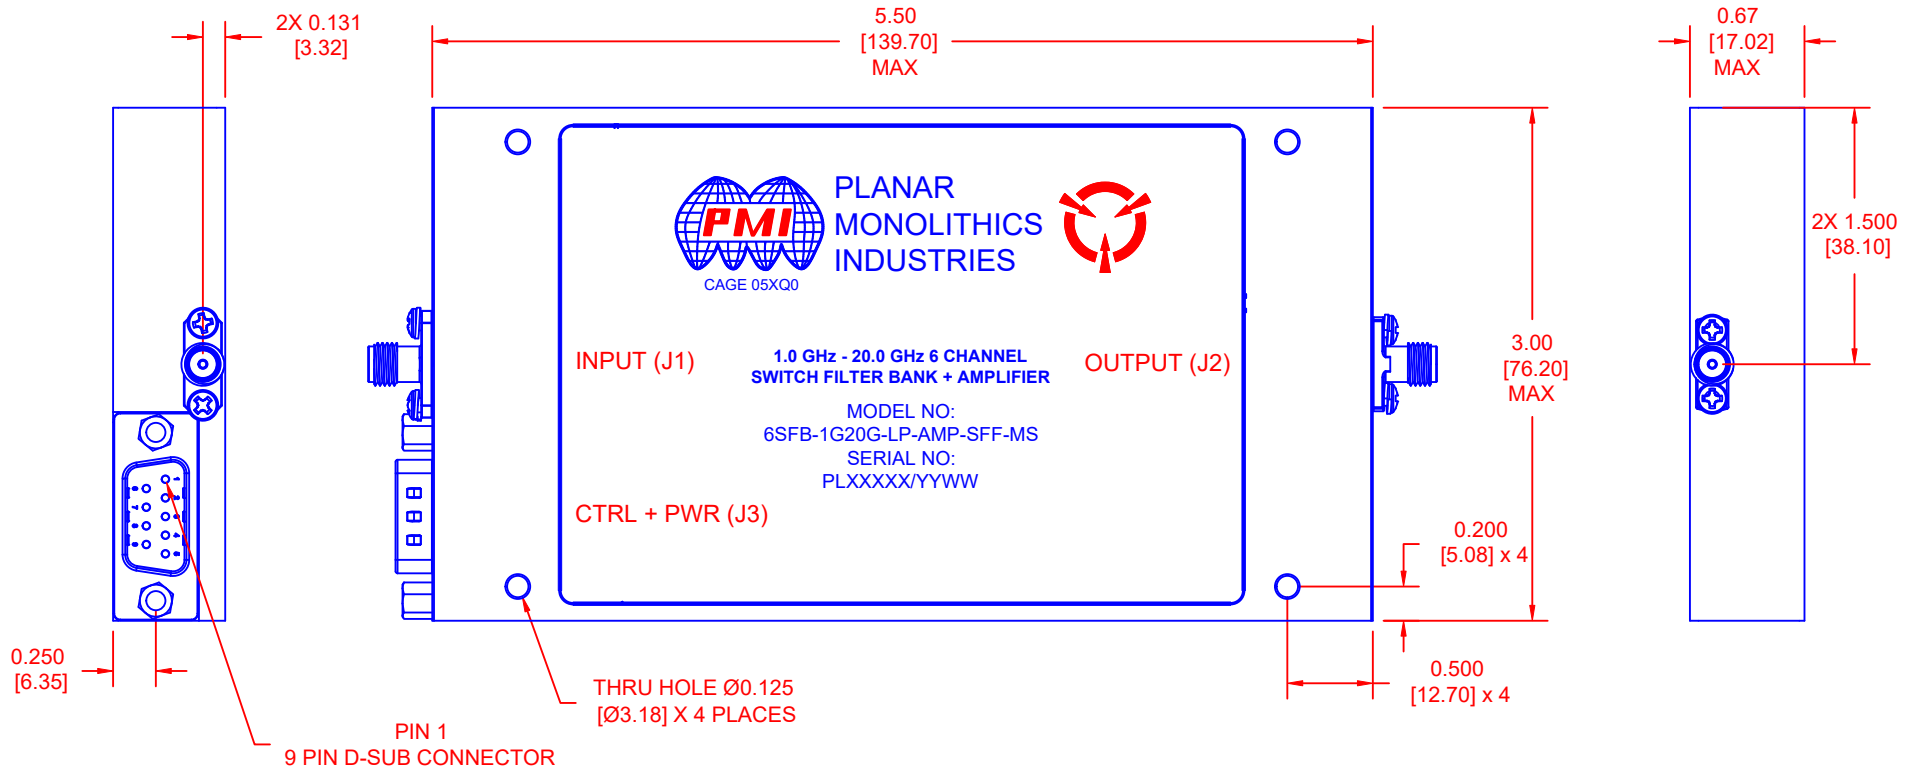 2X 0.131
[3.32]
5.50
[139.70]
MAX
0.67
[17.02]
MAX
PMI
PLANAR
MONOLITHICS
INDUSTRIES
CAGE 05XQ0
2X 1.500
[38.10]
INPUT (J1)
1.0 GHz - 20.0 GHz 6 CHANNEL
SWITCH FILTER BANK + AMPLIFIER
OUTPUT (J2)
3.00
[76.20]
MAX
MODEL NO:
6SFB-1G20G-LP-AMP-SFF-MS
SERIAL NO:
PLXXXXX/YYWW
CTRL + PWR (J3)
0.200
[5.08] x 4
0.250
[6.35]
THRU HOLE Ø0.125
[Ø3.18] X 4 PLACES
0.500
[12.70] x 4
PIN 1
9 PIN D-SUB CONNECTOR